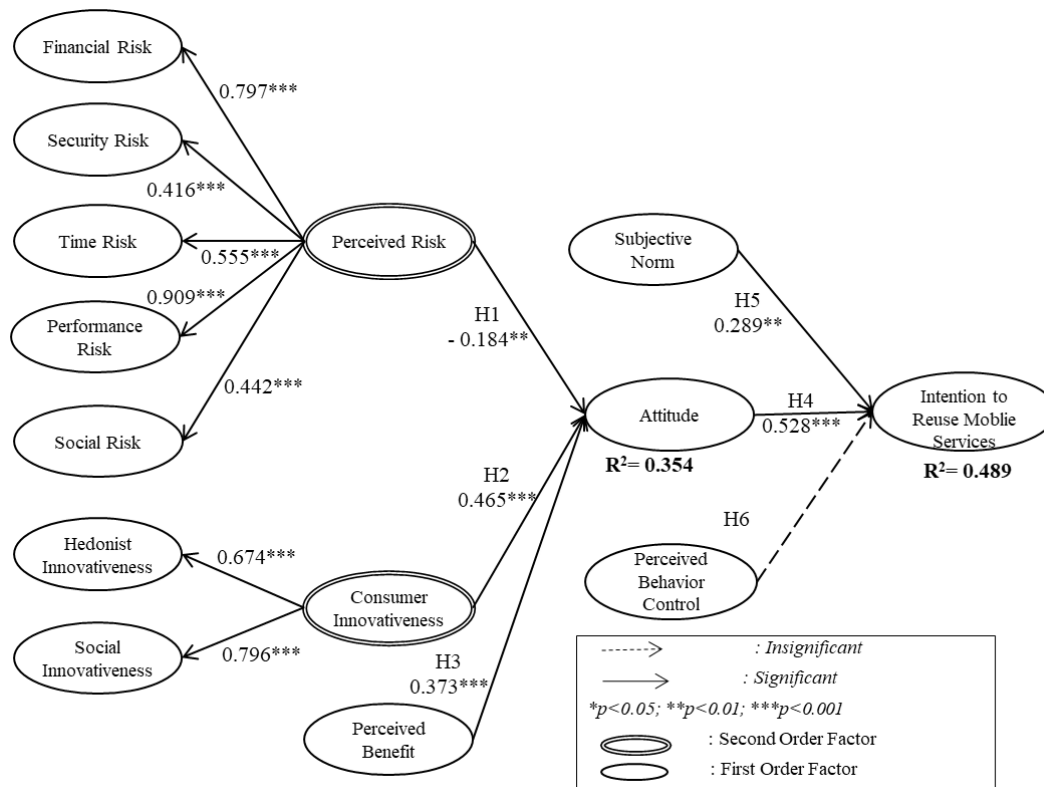 Financial Risk
0.797***
Security Risk
0.416***
Time Risk
0.555***
Performance
Risk
0.909***
Social Risk
0.442***
Perceived Risk
H1
- 0.184**
Subjective
Norm
H5
0.289**
Attitude
R²= 0.354
H4
0.528***
Intention to
Reuse Moblie
Services
R²= 0.489
H2
0.465***
H6
Hedonist
Innovativeness
0.674***
Social
Innovativeness
0.796***
Consumer
Innovativeness
Perceived
Behavior
Control
H3
0.373***
Perceived
Benefit
: Insignificant
: Significant
*p<0.05; **p<0.01; ***p<0.001
: Second Order Factor
: First Order Factor